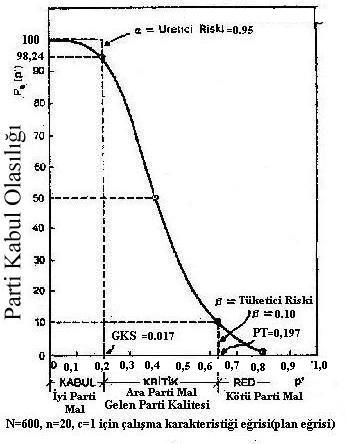 α = Üretici Riski =0.95
100
98,24
Pa (p')
80
70
60
50
40
30
20
10
0
Parti Kabul Olasılığı
β = Tüketici Riski
β =0.10
GKS =0.017
PT=0,197
0 0,1 0,2 0,3 0,4 0,5 0,6 0,7 0,8 0,9 1,0
KABUL KRİTİK RED p'
İyi Parti Mal
Ara Parti Mal
Kötü Parti Mal
Gelen Parti Kalitesi
N=600, n=20, c=1 için çalışma karakteristiği eğrisi(plan eğrisi)